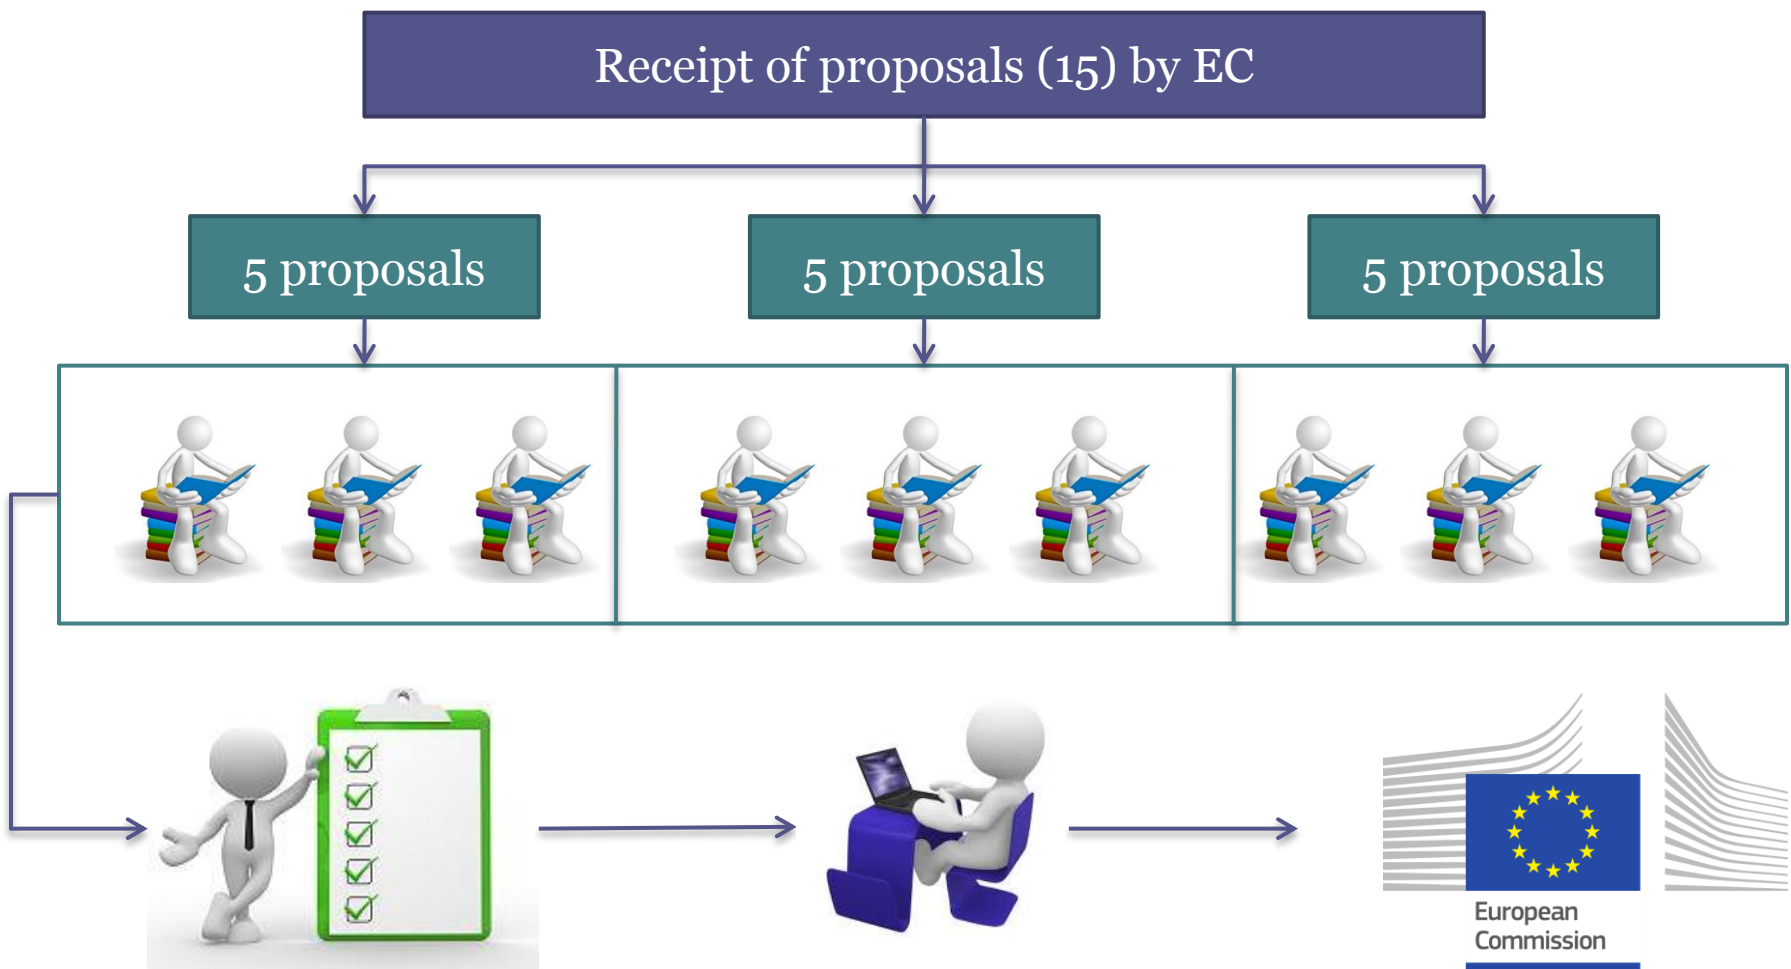 Receipt of proposals (15) by EC
5 proposals
5 proposals
5 proposals
European
Commission